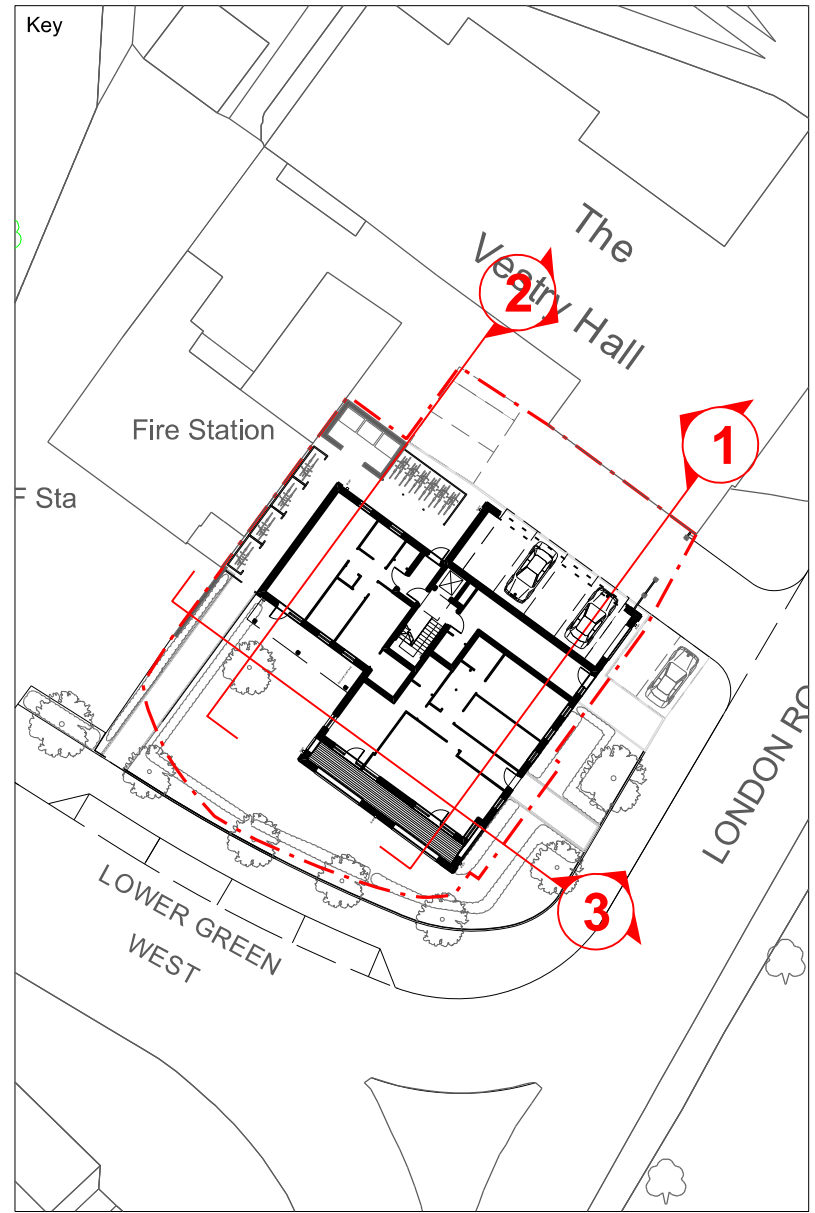 Key
The
Vestry Hall
2
1
Fire Station
F Sta
LONDON RO
LOWER GREEN
WEST
3